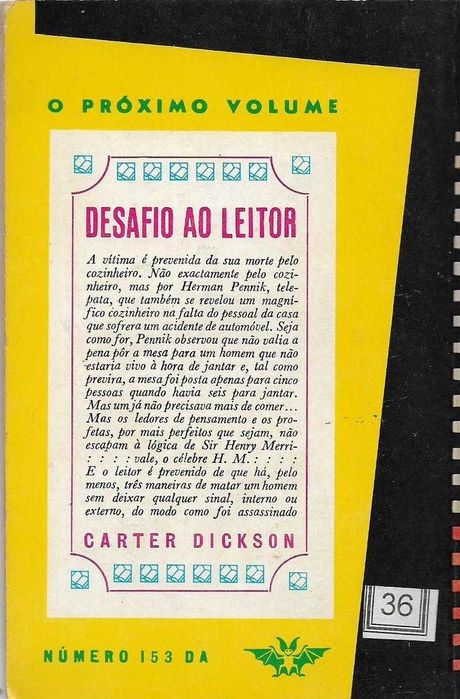 O PRÓXIMO VOLUME
DESAFIO AO LEITOR
A vítima é prevenida da sua morte pelo
cozinheiro. Não exactamente pelo cozi-
nheiro, mas por Herman Pennik, tele-
pata, que também se revelou um magní-
fico cozinheiro na falta do pessoal da casa
que sofrera um acidente de automóvel. Seja
como for, Pennik observou que não valia a
pena pôr a mesa para um homem que não
estaria vivo à hora de jantar e, tal como
previra, a mesa foi posta apenas para cinco
pessoas quando havia seis para jantar.
Mas um já não precisava mais de comer...
Mas os ledores de pensamento e os pro-
fetas, por mais perfeitos que sejam, não
escapam à lógica de Sir Henry Merri-
: : : : vale, o célebre H. M. : : : :
E o leitor é prevenido de que há, pelo
menos, três maneiras de matar um homem
sem deixar qualquer sinal, interno ou
externo, do modo como foi assassinado
CARTER DICKSON
36
NÚMERO 153 DA